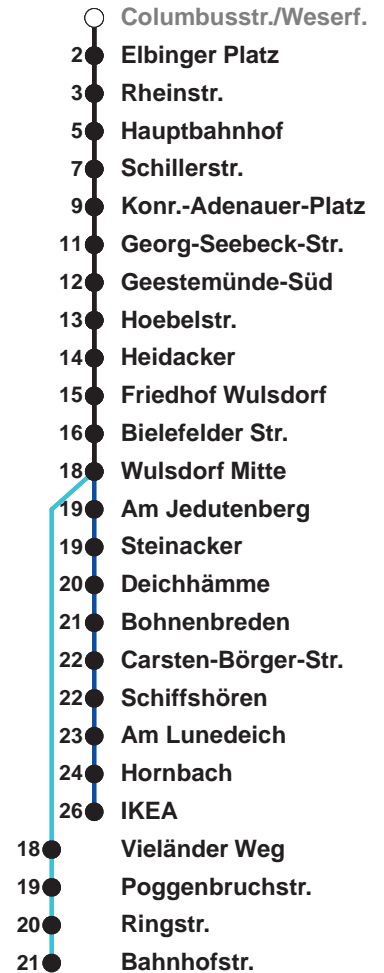 Columbusstr./Weserf.
2 Elbinger Platz
3 Rheinstr.
5 Hauptbahnhof
7 Schillerstr.
9 Konr.-Adenauer-Platz
11 Georg-Seebeck-Str.
12 Geestemünde-Süd
13 Hoebelstr.
14 Heidacker
15 Friedhof Wulsdorf
16 Bielefelder Str.
18 Wulsdorf Mitte
19 Am Jedutenberg
19 Steinacker
20 Deichhämme
21 Bohnenbreden
22 Carsten-Börger-Str.
22 Schiffshören
23 Am Lunedeich
24 Hornbach
26 IKEA
18 Vieländer Weg
19 Poggenbruchstr.
20 Ringstr.
21 Bahnhofstr.